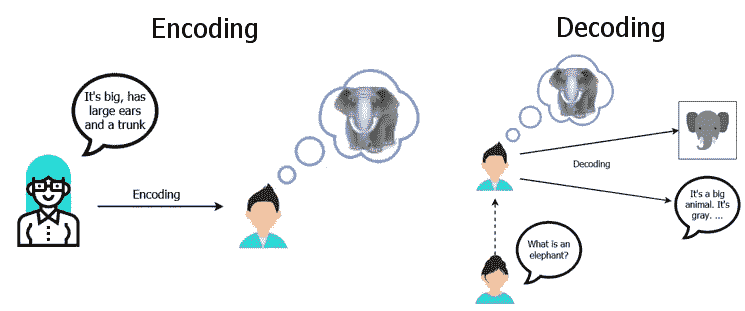 Encoding
It's big, has
large ears
and a trunk
Encoding
Decoding
Decoding
It's a big
animal. It's
gray. ...
What is an
elephant?